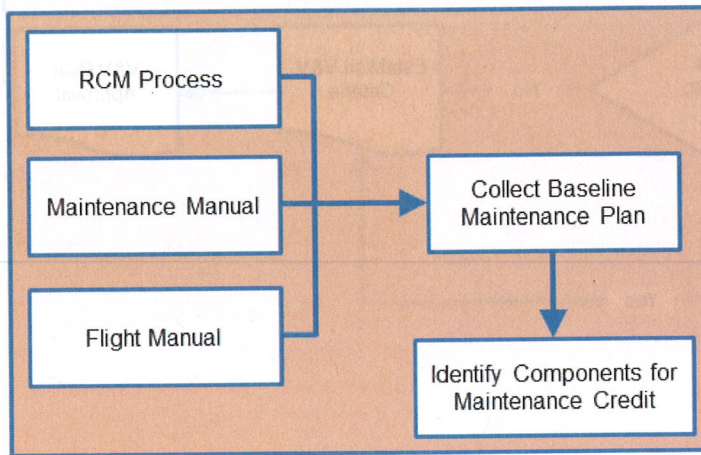 RCM Process
Maintenance Manual
Flight Manual
Collect Baseline
Maintenance Plan
Identify Components for
Maintenance Credit